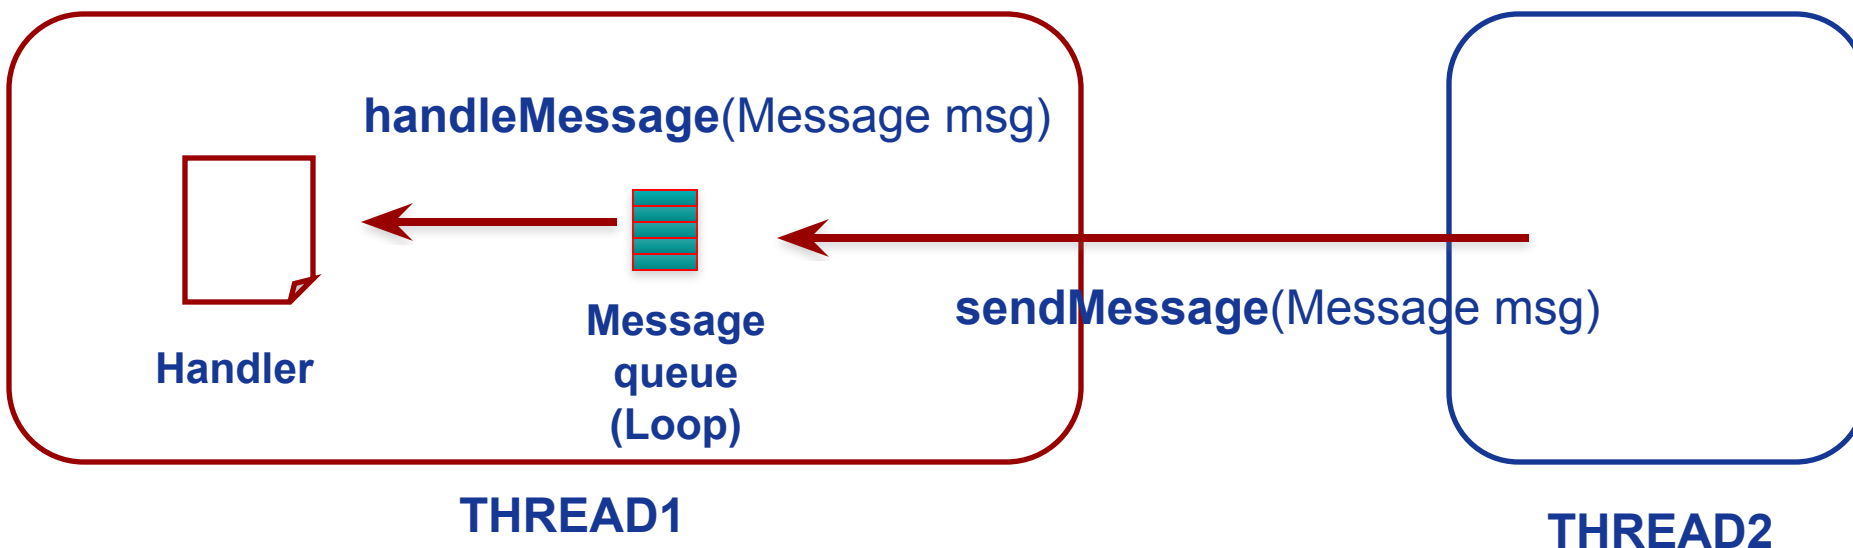 handleMessage(Message msg)
Handler
Message
queue
(Loop)
sendMessage(Message msg)
THREAD1
THREAD2